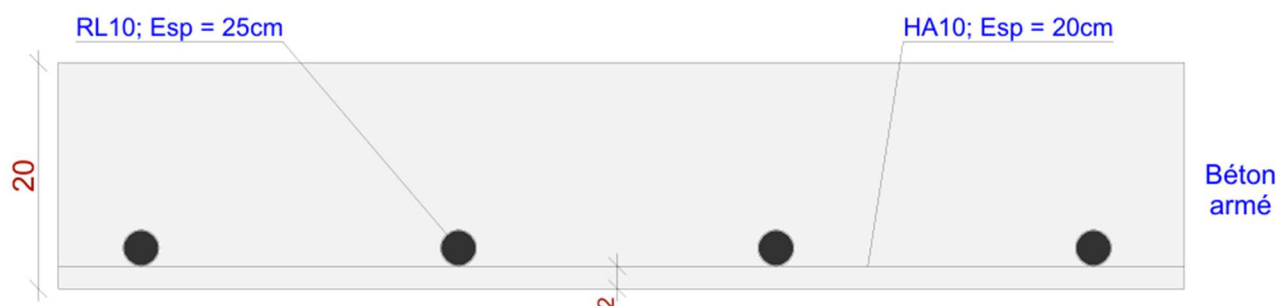 RL10; Esp = 25cm
HA10; Esp = 20cm
20
Béton
armé
2